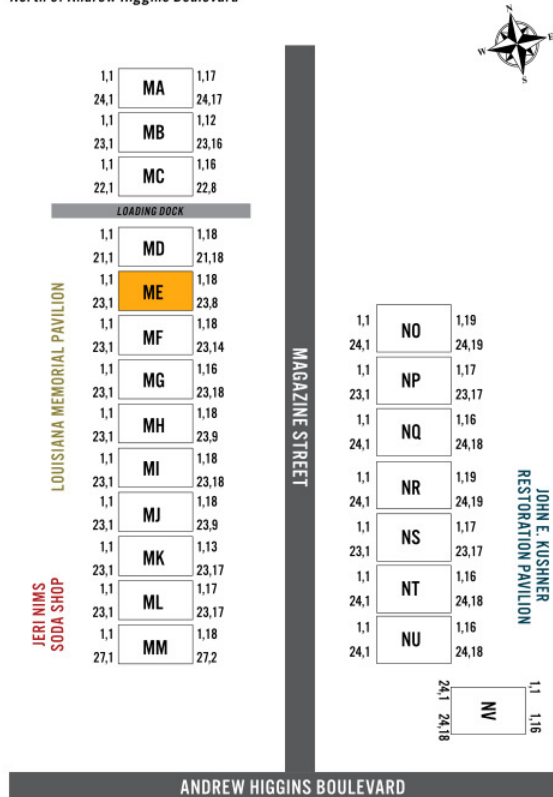 North of Andrew Higgins Boulevard
N
W E
S
1,1 MA 1,17
24,1 24,17
1,1 MB 1,12
23,1 23,16
1,1 MC 1,16
22,1 22,8
LOADING DOCK
1,1 MD 1,18
21,1 21,18
1,1 ME 1,18
23,1 23,8
1,1 MF 1,18
23,1 23,14
1,1 MG 1,16
23,1 23,18
1,1 MH 1,18
23,1 23,9
1,1 MI 1,18
23,1 23,18
1,1 MJ 1,18
23,1 23,9
1,1 MK 1,13
23,1 23,17
1,1 ML 1,17
23,1 23,17
1,1 MM 1,18
27,1 27,2
LOUISIANA MEMORIAL PAVILION
JERI NIMS
SODA SHOP
MAGAZINE STREET
1,1 NO 1,19
24,1 24,19
1,1 NP 1,17
23,1 23,17
1,1 NQ 1,16
24,1 24,18
1,1 NR 1,19
24,1 24,19
1,1 NS 1,17
23,1 23,17
1,1 NT 1,16
24,1 24,18
1,1 NU 1,16
24,1 24,18
JOHN E. KUSHNER
RESTORATION PAVILION
1,1 NV 1,16
24,1 24,18
ANDREW HIGGINS BOULEVARD